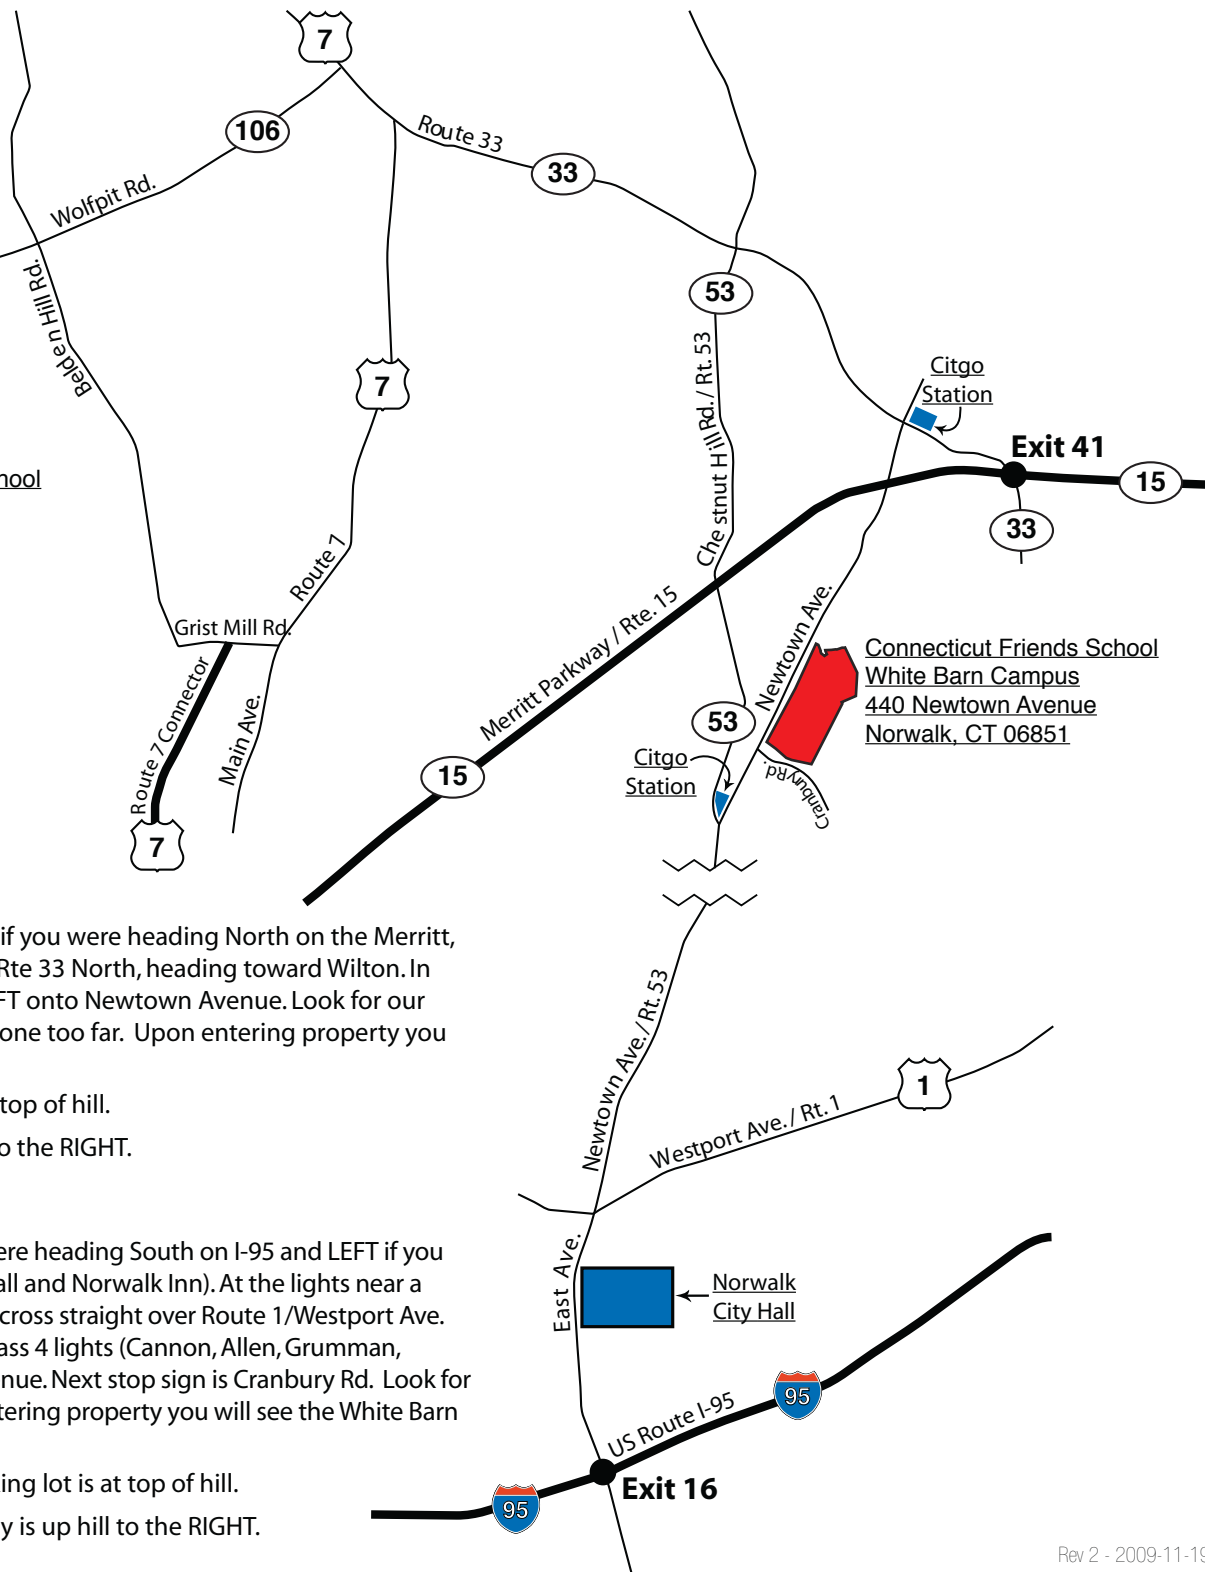 7
106
Route 33
33
Wolfpit Rd.
Belden Hill Rd.
53
7
Chestnut Hill Rd. / Rt. 53
Citgo
Station
Exit 41
15
33
hool
Route 7
Grist Mill Rd.
Route 7 Connector
Main Ave.
7
Merritt Parkway / Rte. 15
15
Newtown Ave.
Connecticut Friends School
White Barn Campus
440 Newtown Avenue
Norwalk, CT 06851
53
Citgo
Station
Cranbury Rd.
if you were heading North on the Merritt,
Rte 33 North, heading toward Wilton. In
FT onto Newtown Avenue. Look for our
one too far. Upon entering property you
top of hill.
o the RIGHT.
Newtown Ave. / Rt. 53
Westport Ave. / Rt. 1
1
ere heading South on I-95 and LEFT if you
all and Norwalk Inn). At the lights near a
cross straight over Route 1/Westport Ave.
ass 4 lights (Cannon, Allen, Grumman,
nue. Next stop sign is Cranbury Rd. Look for
tering property you will see the White Barn
ing lot is at top of hill.
y is up hill to the RIGHT.
East Ave.
Norwalk
City Hall
US Route I-95
95
Exit 16
95
Rev 2 - 2009-11-19